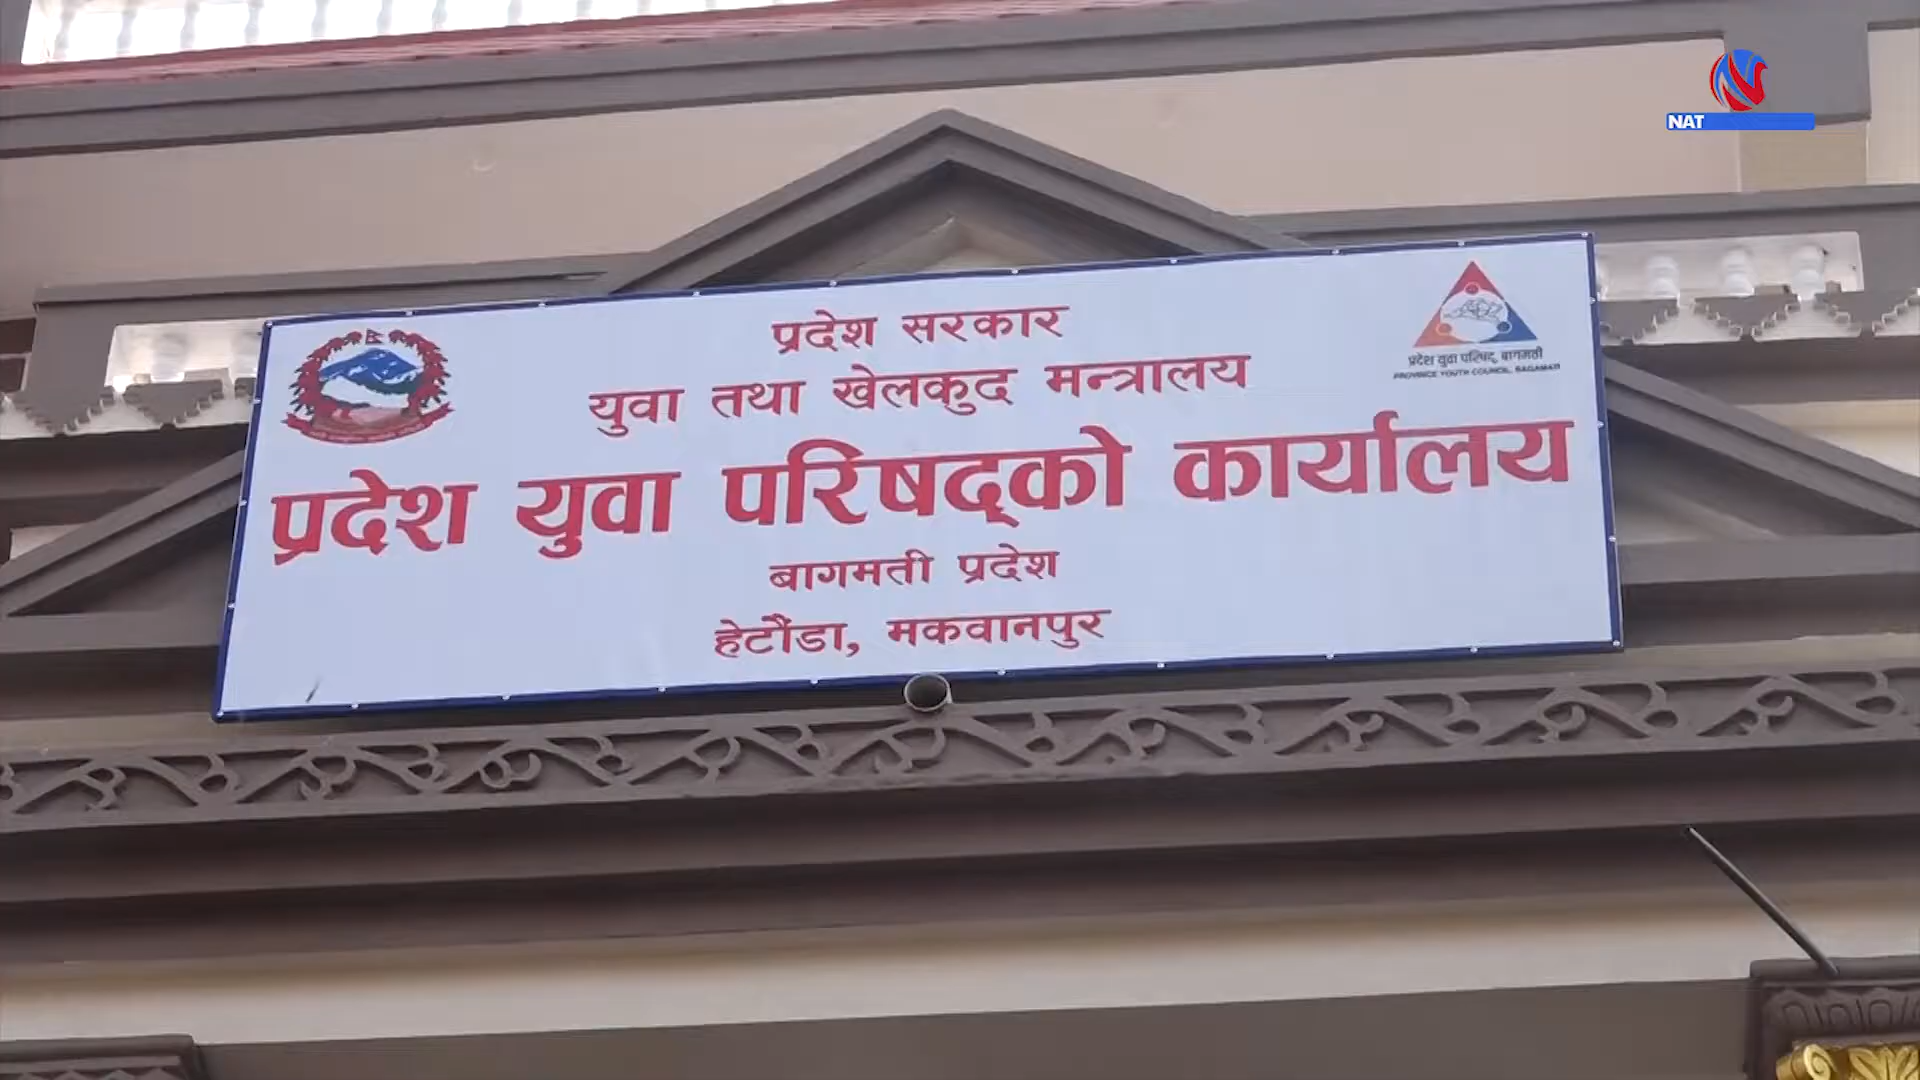 NAT
प्रदेश सरकार
युवा तथा खेलकुद मन्त्रालय
प्रदेश युवा परिषद्को कार्यालय
बागमती प्रदेश
हेटौंडा, मकवानपुर
प्रदेश युवा परिषद्, बागमती
PROVINCE YOUTH COUNCIL, BAGAMATI